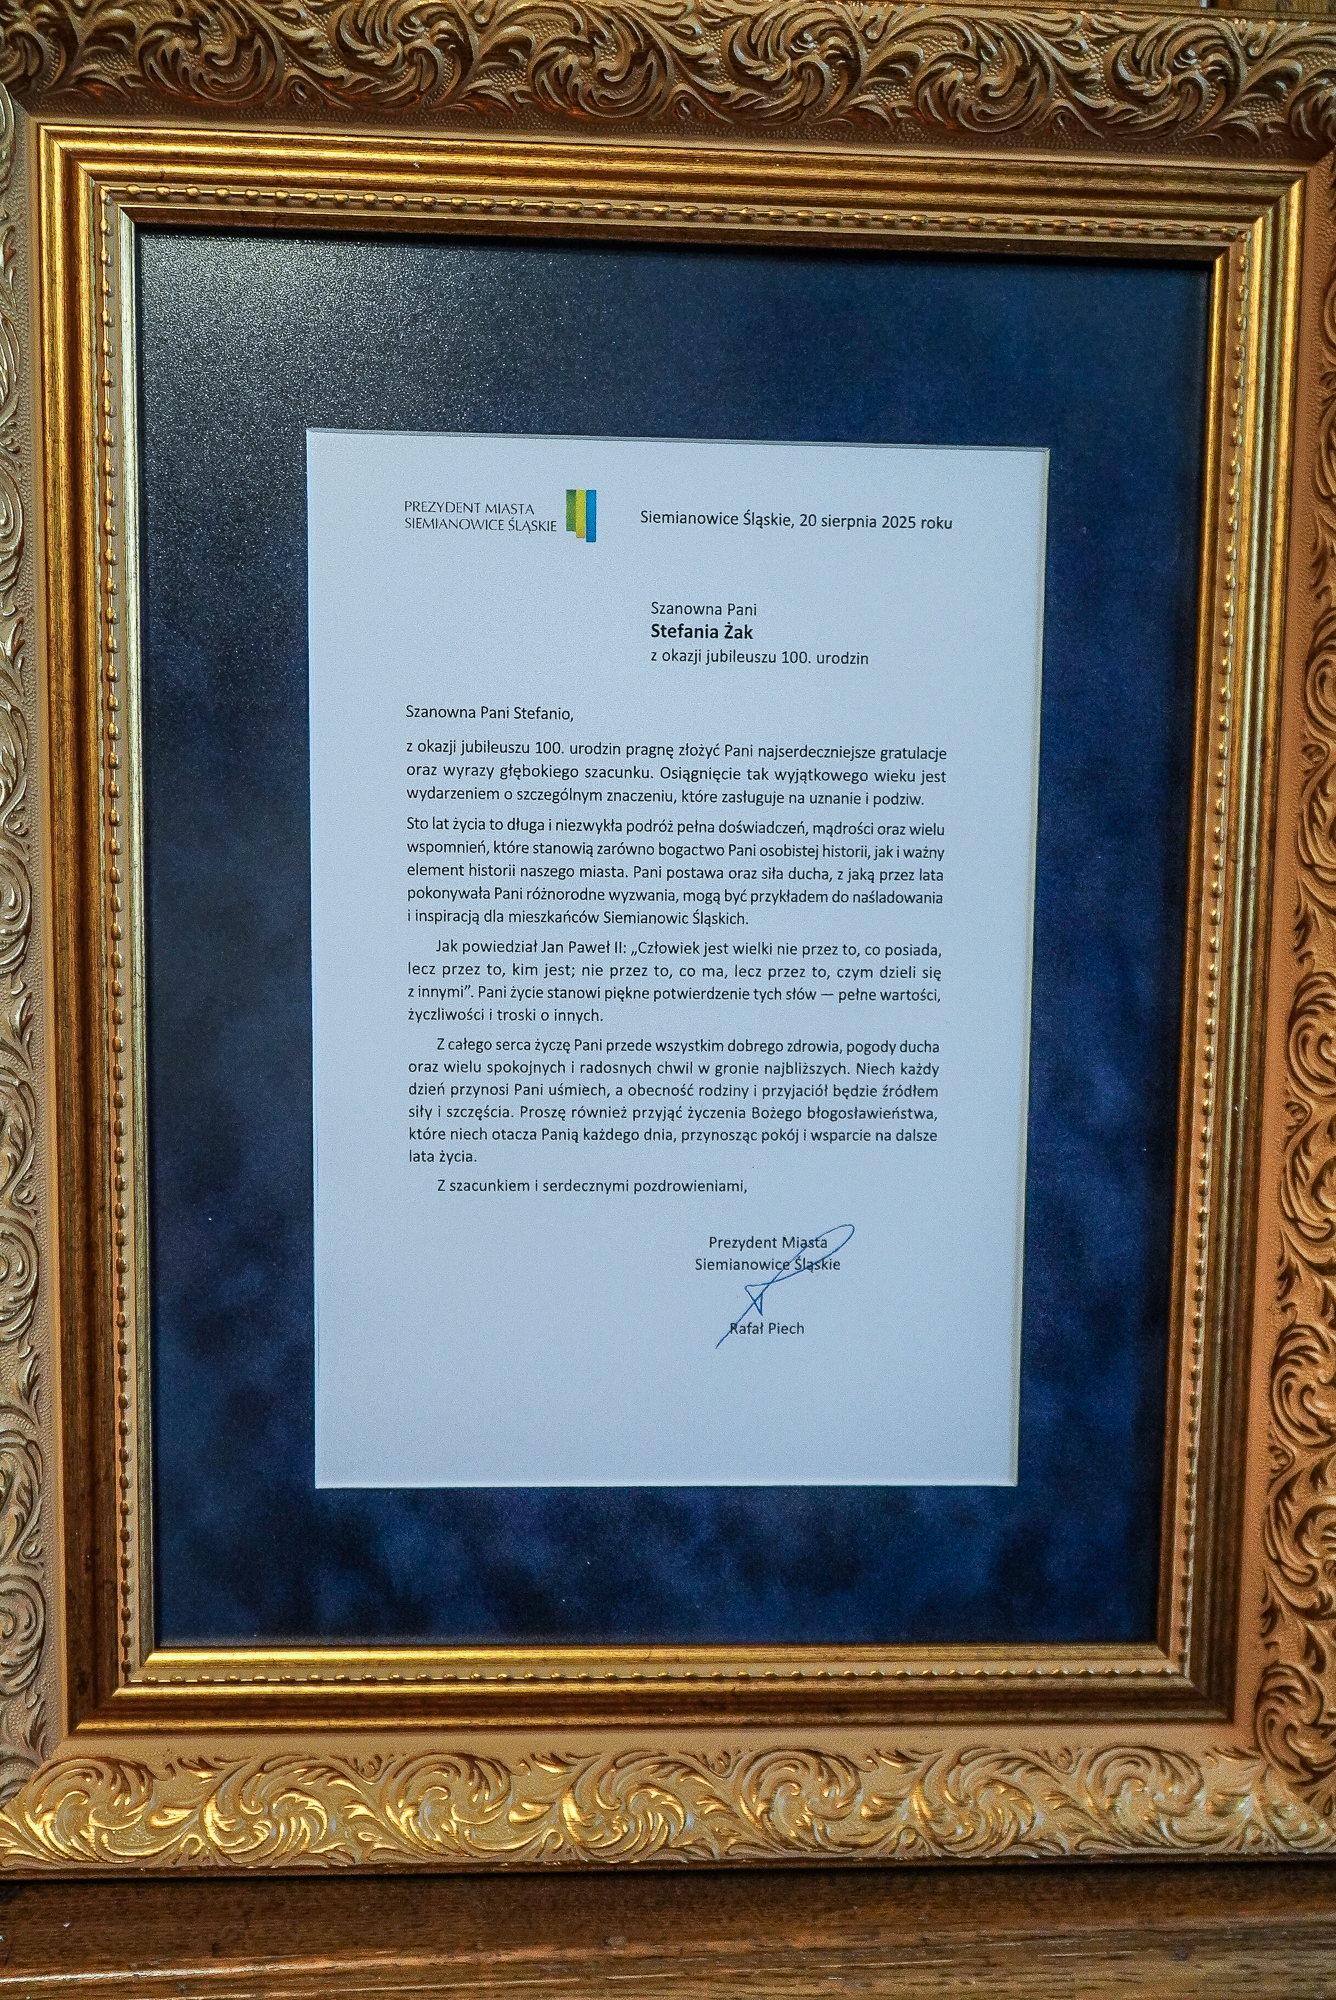 PREZYDENT MIASTA
SIEMIANOWICE ŚLĄSKIE
Siemianowice Śląskie, 20 sierpnia 2025 roku
Szanowna Pani
Stefania Żak
z okazji jubileuszu 100. urodzin
Szanowna Pani Stefanio,
z okazji jubileuszu 100. urodzin pragnę złożyć Pani najserdeczniejsze gratulacje
oraz wyrazy głębokiego szacunku. Osiągnięcie tak wyjątkowego wieku jest
wydarzeniem o szczególnym znaczeniu, które zasługuje na uznanie i podziw.
Sto lat życia to długa i niezwykła podróż pełna doświadczeń, mądrości oraz wielu
wspomnień, które stanowią zarówno bogactwo Pani osobistej historii, jak i ważny
element historii naszego miasta. Pani postawa oraz siła ducha, z jaką przez lata
pokonywała Pani różnorodne wyzwania, mogą być przykładem do naśladowania
i inspiracją dla mieszkańców Siemianowic Śląskich.
Jak powiedział Jan Paweł II: „Człowiek jest wielki nie przez to, co posiada,
lecz przez to, kim jest; nie przez to, co ma, lecz przez to, czym dzieli się
z innymi”. Pani życie stanowi piękne potwierdzenie tych słów — pełne wartości,
życzliwości i troski o innych.
Z całego serca życzę Pani przede wszystkim dobrego zdrowia, pogody ducha
oraz wielu spokojnych i radosnych chwil w gronie najbliższych. Niech każdy
dzień przynosi Pani uśmiech, a obecność rodziny i przyjaciół będzie źródłem
siły i szczęścia. Proszę również przyjąć życzenia Bożego błogosławieństwa,
które niech otacza Panią każdego dnia, przynosząc pokój i wsparcie na dalsze
lata życia.
Z szacunkiem i serdecznymi pozdrowieniami,
Prezydent Miasta
Siemianowice Śląskie
Rafał Piech